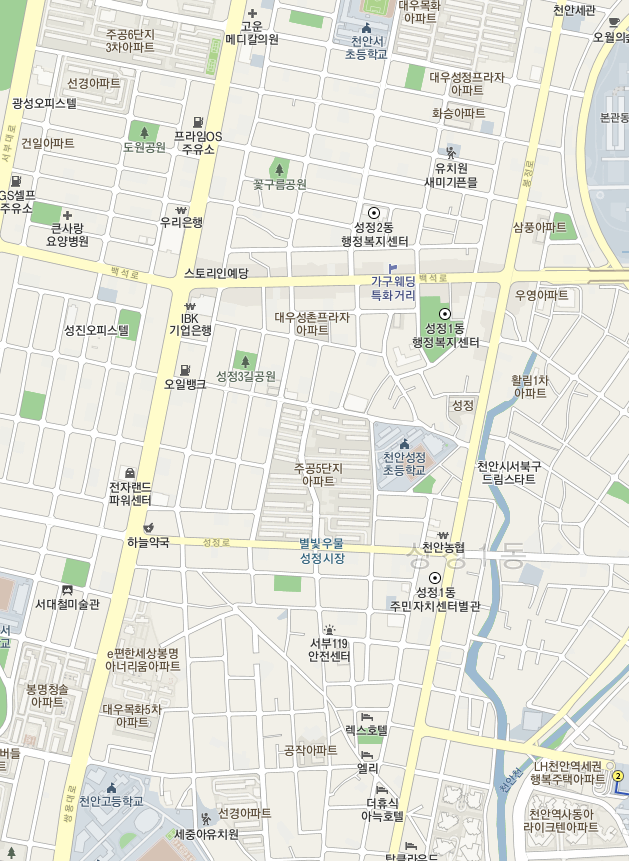 주공6단지
3차아파트
고운
메디칼의원
천안서
초등학교
대우목화
아파트
천안세관
오월의숲
선경아파트
광성오피스텔
대우성정프라자
아파트
화승아파트
본관동
서부대로
건일아파트
도원공원
프라임OS
주유소
유치원
새미기픈믈
봉정로
꽃구름공원
GS셀프
주유소
큰사랑
요양병원
우리은행
성정2동
행정복지센터
삼풍아파트
백석로
스토리인예당
가구웨딩
특화거리
백석로
우영아파트
IBK
기업은행
성진오피스텔
대우성촌프라자
아파트
성정1동
행정복지센터
오일뱅크
성정3길공원
활림1차
아파트
성정
천안성정
초등학교
주공5단지
아파트
천안시서북구
드림스타트
전자랜드
파워센터
하늘약국
성정로
별빛우물
성정시장
천안농협
성정1동
서대철미술관
성정1동
주민자치센터별관
서부119
안전센터
e편한세상봉명
아너리움아파트
봉명청솔
아파트
대우목화5차
아파트
렉스호텔
공작아파트
엘리
LH천안역세권
행복주택아파트
2
천안천
쌍용대로
천안고등학교
더휴식
아늑호텔
선경아파트
세중아유치원
천안역사동아
라이크텐아파트
탑클라우드